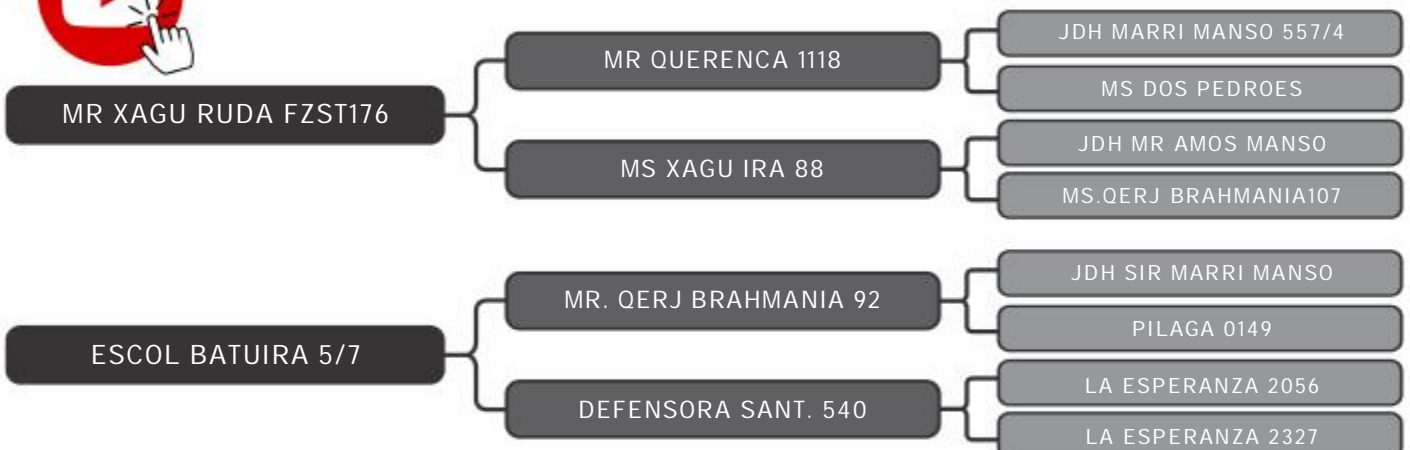 MR XAGU RUDA FZST176
MR QUERENCA 1118
JDH MARRI MANSO 557/4
MS DOS PEDROES
MS XAGU IRA 88
JDH MR AMOS MANSO
MS.QERJ BRAHMANIA107
ESCOL BATUIRA 5/7
MR. QERJ BRAHMANIA 92
JDH SIR MARRI MANSO
PILAGA 0149
DEFENSORA SANT. 540
LA ESPERANZA 2056
LA ESPERANZA 2327